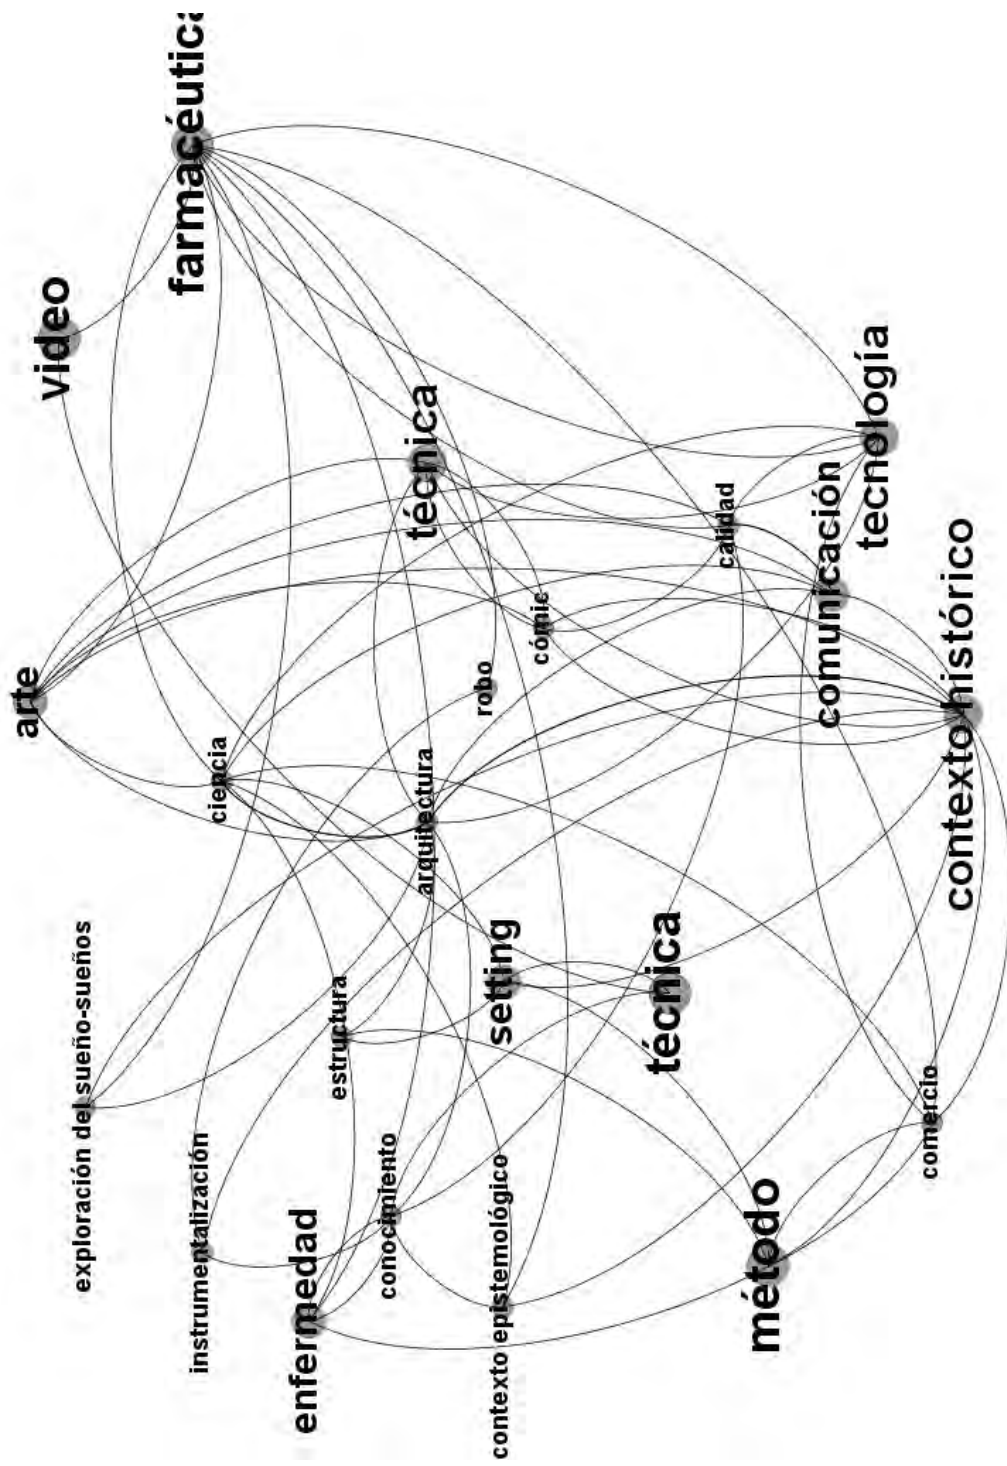 exploración del sueño-sueños
arte
video
farmacéutica
instrumentalización
ciencia
enfermedad
estructura
conocimiento
arquitectura
técnica
contexto epistemológico
setting
robo
cómic
técnica
calidad
método
comunicación
tecnología
comercio
contexto histórico